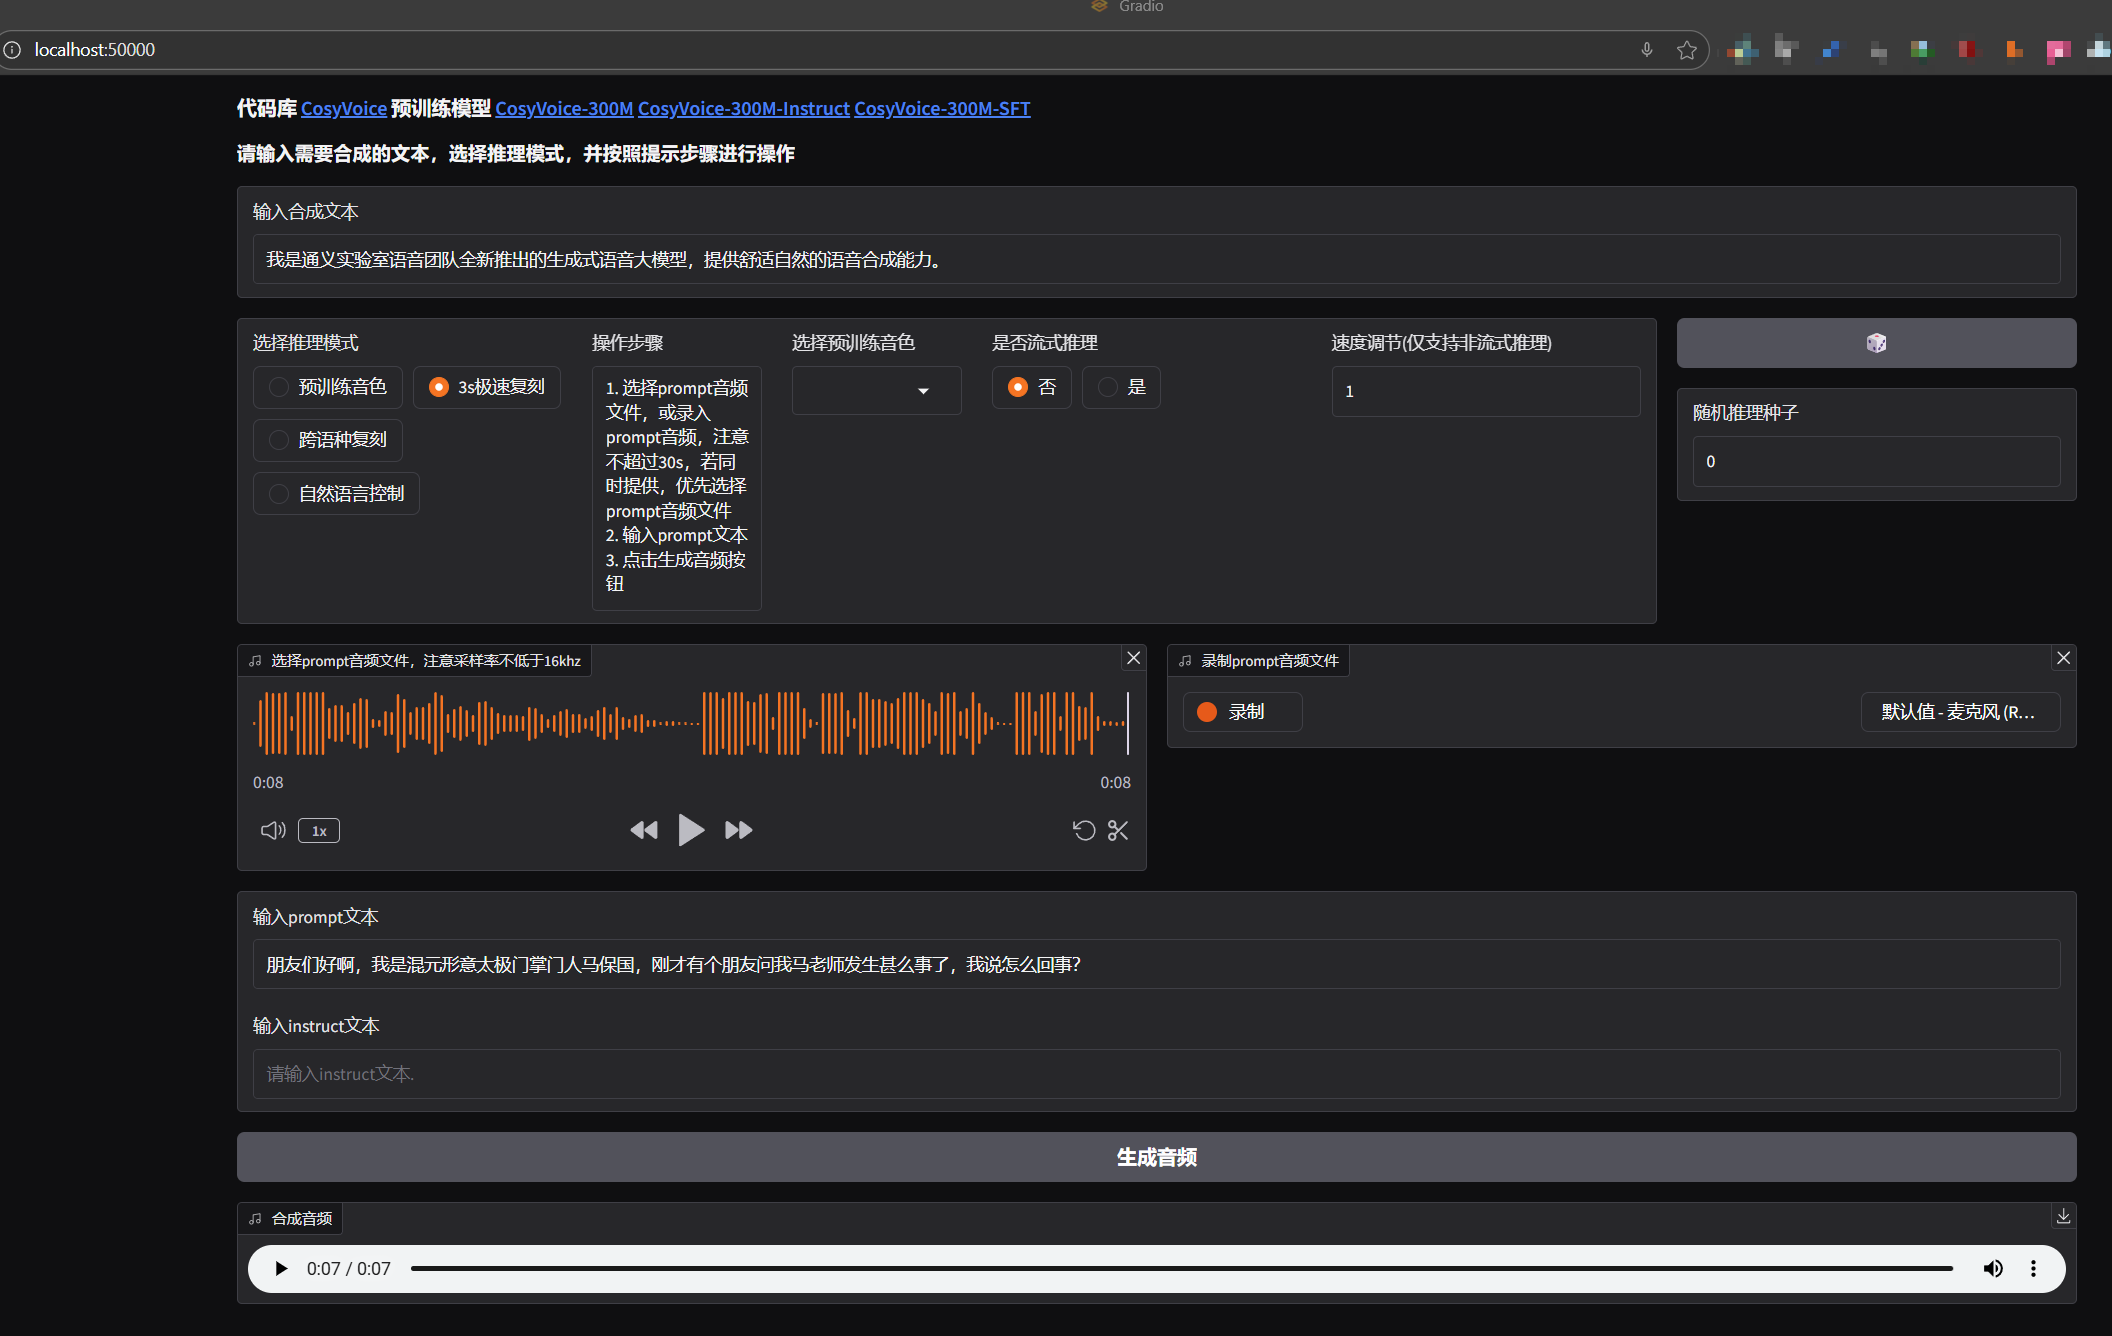 Gradio
localhost:50000
代码库 CosyVoice 预训练模型 CosyVoice-300M CosyVoice-300M-Instruct CosyVoice-300M-SFT
请输入需要合成的文本，选择推理模式，并按照提示步骤进行操作
输入合成文本
我是通义实验室语音团队全新推出的生成式语音大模型，提供舒适自然的语音合成能力。
选择推理模式
预训练音色
3s极速复刻
跨语种复刻
自然语言控制
操作步骤
1. 选择prompt音频
文件，或录入
prompt音频，注意
不超过30s，若同
时提供，优先选择
prompt音频文件
2. 输入prompt文本
3. 点击生成音频按
钮
选择预训练音色
是否流式推理
否
是
速度调节(仅支持非流式推理)
1
随机推理种子
0
选择prompt音频文件，注意采样率不低于16khz
0:08
0:08
1x
录制prompt音频文件
录制
默认值 - 麦克风 (R...
输入prompt文本
朋友们好啊，我是混元形意太极门掌门人马保国，刚才有个朋友问我马老师发生甚么事了，我说怎么回事?
输入instruct文本
请输入instruct文本.
生成音频
合成音频
0:07 / 0:07